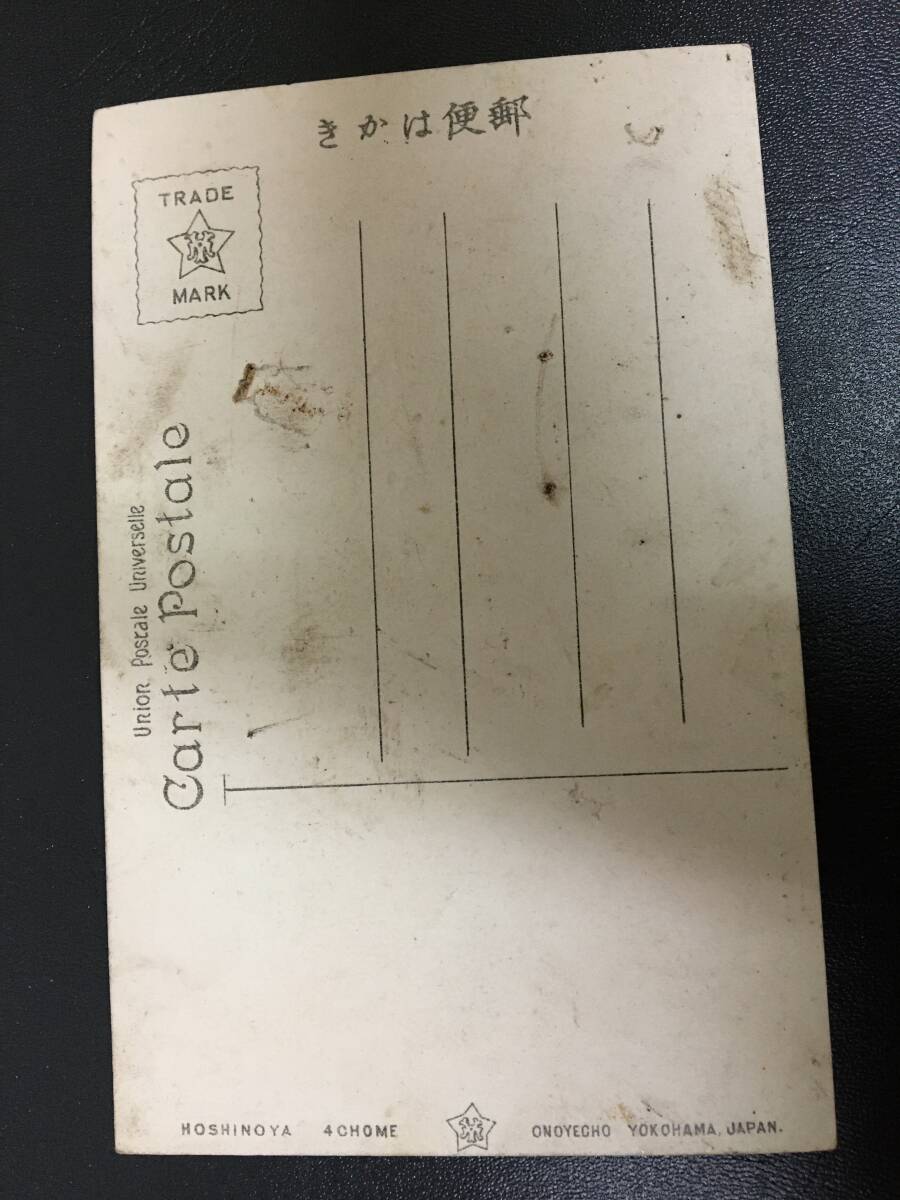 郵便はかき
TRADE
MARK
Union Postale Universelle
Carte Postale
HOSHINOYA 4CHOME ONOYECHO YOKOHAMA, JAPAN.